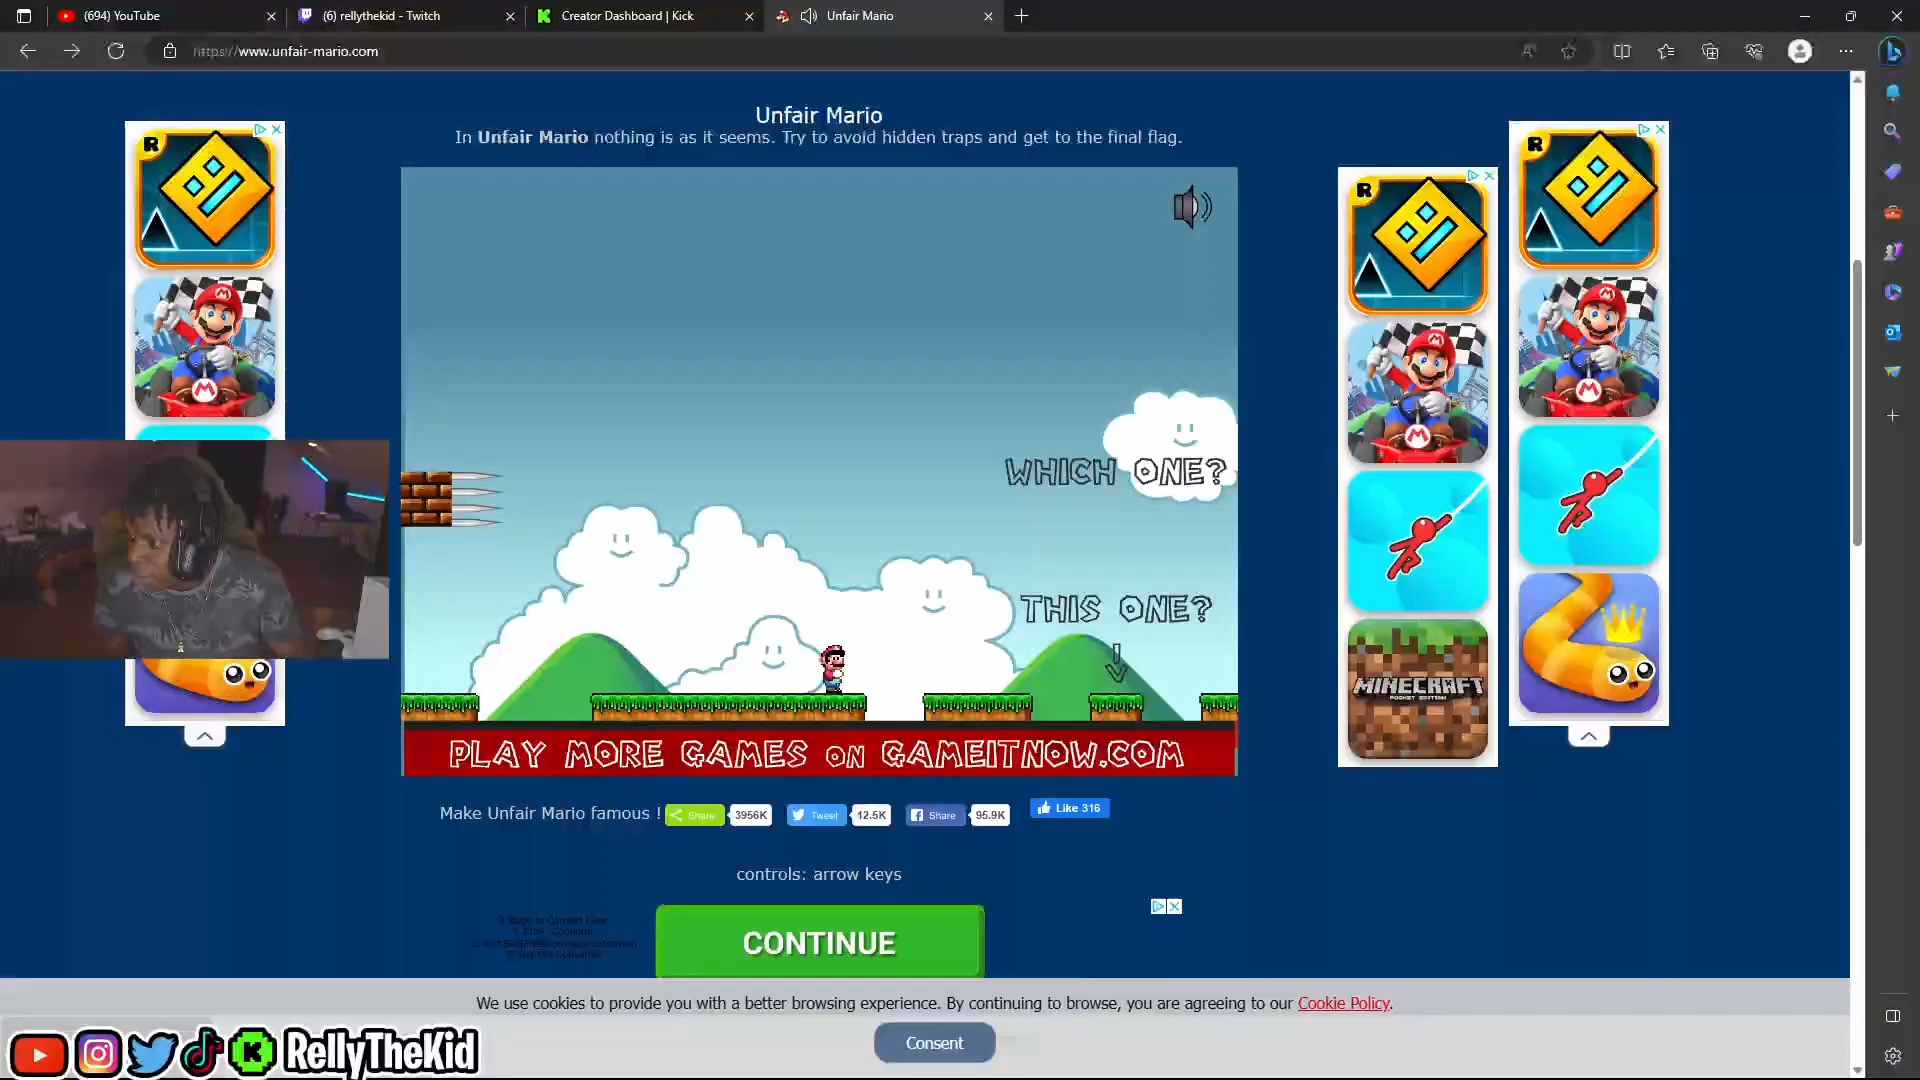 (694) YouTube
(6) rellythekid - Twitch
Creator Dashboard | Kick
Unfair Mario
https://www.unfair-mario.com
Unfair Mario
In Unfair Mario nothing is as it seems. Try to avoid hidden traps and get to the final flag.
R
R
R
WHICH ONE?
THIS ONE?
M
M
M
MINECRAFT
POCKET EDITION
PLAY MORE GAMES ON GAMEITNOW.COM
Make Unfair Mario famous !
Share 3956K
Tweet 12.5K
Share 95.9K
Like 316
controls: arrow keys
CONTINUE
We use cookies to provide you with a better browsing experience. By continuing to browse, you are agreeing to our Cookie Policy.
Consent
RellyTheKid